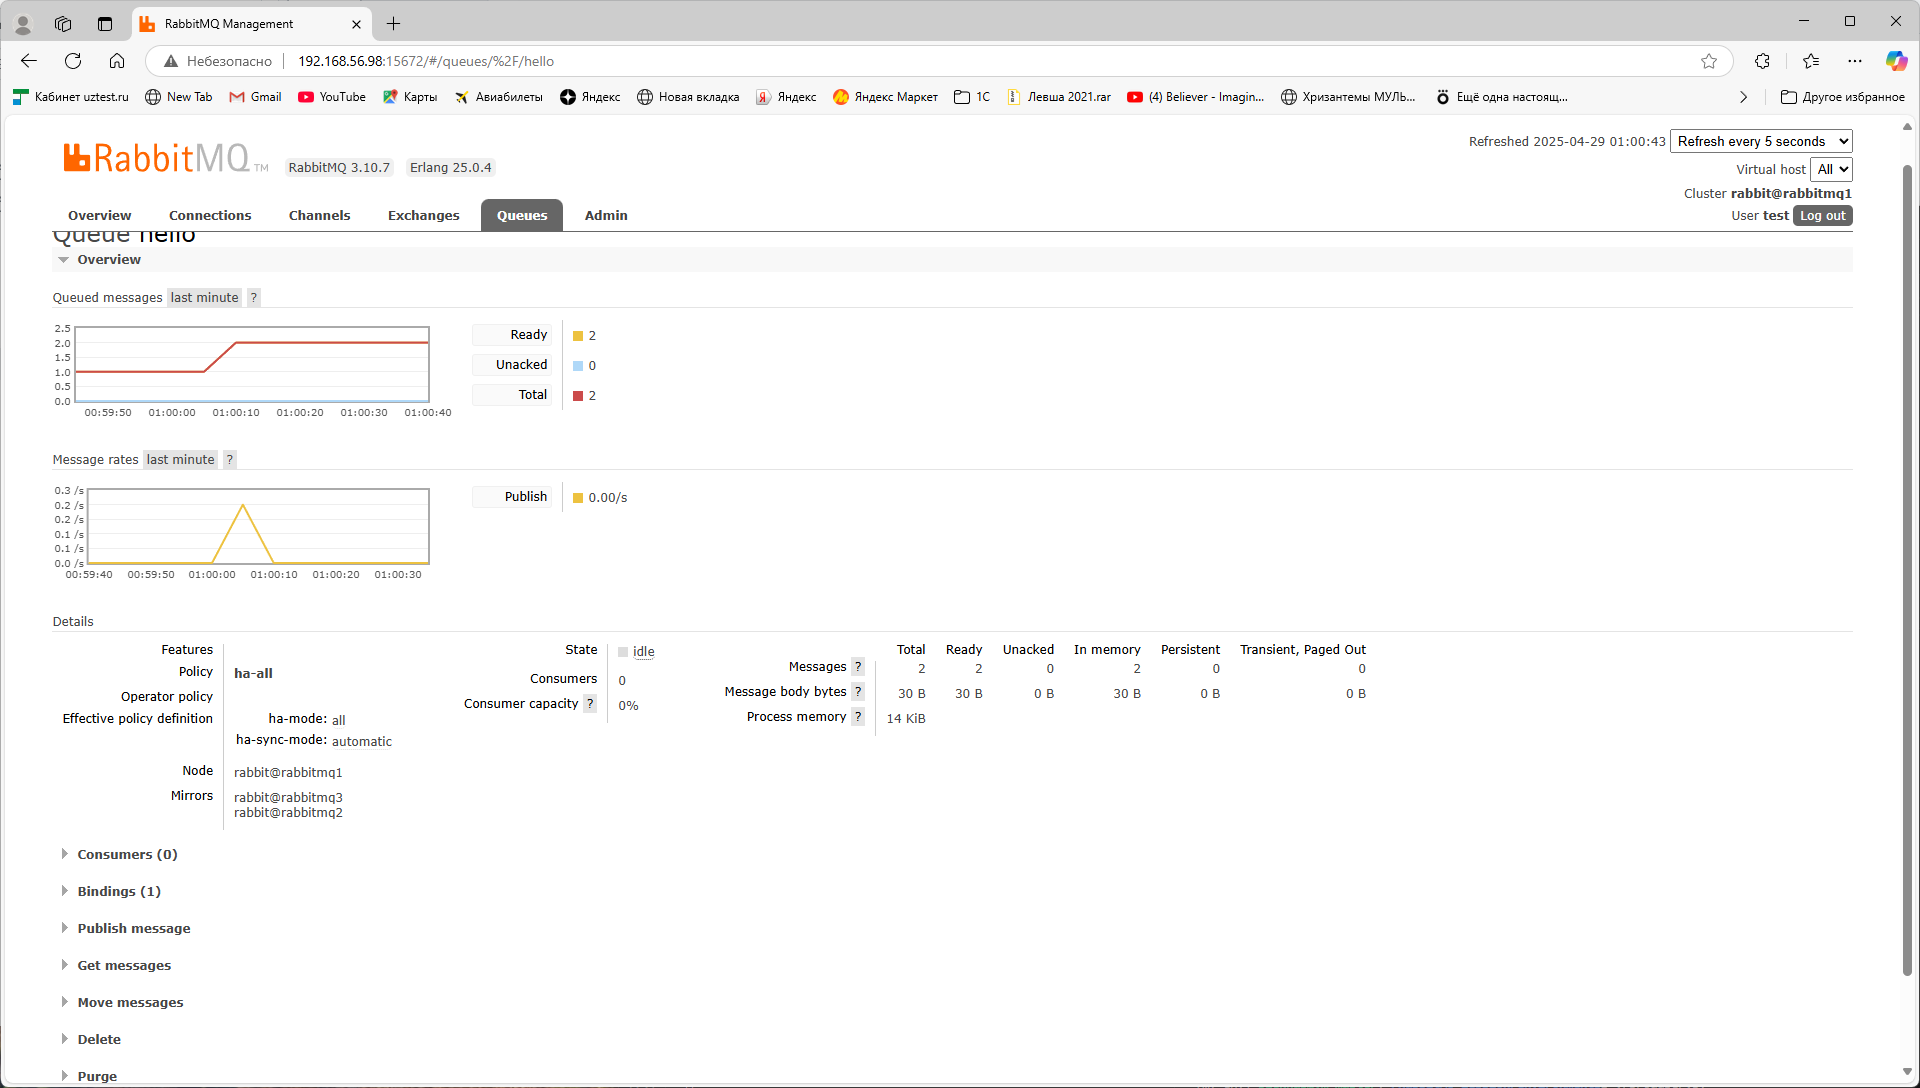 RabbitMQ Management
Небезопасно
192.168.56.98:15672/#/queues/%2F/hello
Кабинет uztest.ru
New Tab
Gmail
YouTube
Карты
Авиабилеты
Яндекс
Новая вкладка
Яндекс
Яндекс Маркет
1С
Левша 2021.rar
(4) Believer - Imagin...
Хризантемы МУЛЬ...
Ещё одна настоящ...
Другое избранное
RabbitMQ TM
RabbitMQ 3.10.7
Erlang 25.0.4
Refreshed 2025-04-29 01:00:43
Refresh every 5 seconds
Virtual host
All
Cluster rabbit@rabbitmq1
User test
Log out
Overview
Connections
Channels
Exchanges
Queues
Admin
Queue hello
Overview
Queued messages last minute ?
2.5
2.0
1.5
1.0
0.5
0.0
00:59:50 01:00:00 01:00:10 01:00:20 01:00:30 01:00:40
Ready 2
Unacked 0
Total 2
Message rates last minute ?
0.3 /s
0.2 /s
0.2 /s
0.1 /s
0.1 /s
0.0 /s
00:59:40 00:59:50 01:00:00 01:00:10 01:00:20 01:00:30
Publish 0.00/s
Details
Features
Policy ha-all
Operator policy
Effective policy definition
ha-mode: all
ha-sync-mode: automatic
Node rabbit@rabbitmq1
Mirrors rabbit@rabbitmq3
rabbit@rabbitmq2
State idle
Consumers 0
Consumer capacity ? 0%
Total Ready Unacked In memory Persistent Transient, Paged Out
Messages ? 2 2 0 2 0 0
Message body bytes ? 30 B 30 B 0 B 30 B 0 B 0 B
Process memory ? 14 KiB
Consumers (0)
Bindings (1)
Publish message
Get messages
Move messages
Delete
Purge